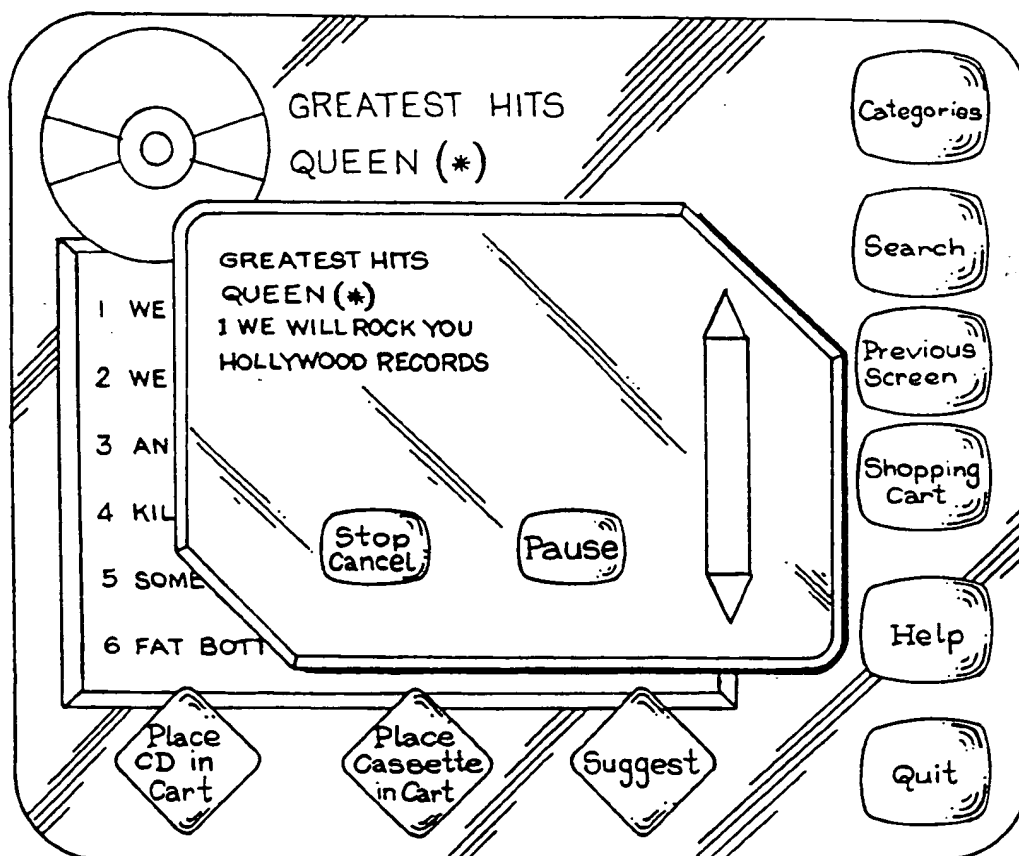 GREATEST HITS
QUEEN (*)
GREATEST HITS
QUEEN (*)
1 WE WILL ROCK YOU
HOLLYWOOD RECORDS
1 WE
2 WE
3 AN
4 KIL
5 SOME
6 FAT BOTT
Stop
Cancel
Pause
Place
CD in
Cart
Place
Cassette
in Cart
Suggest
Categories
Search
Previous
Screen
Shopping
Cart
Help
Quit